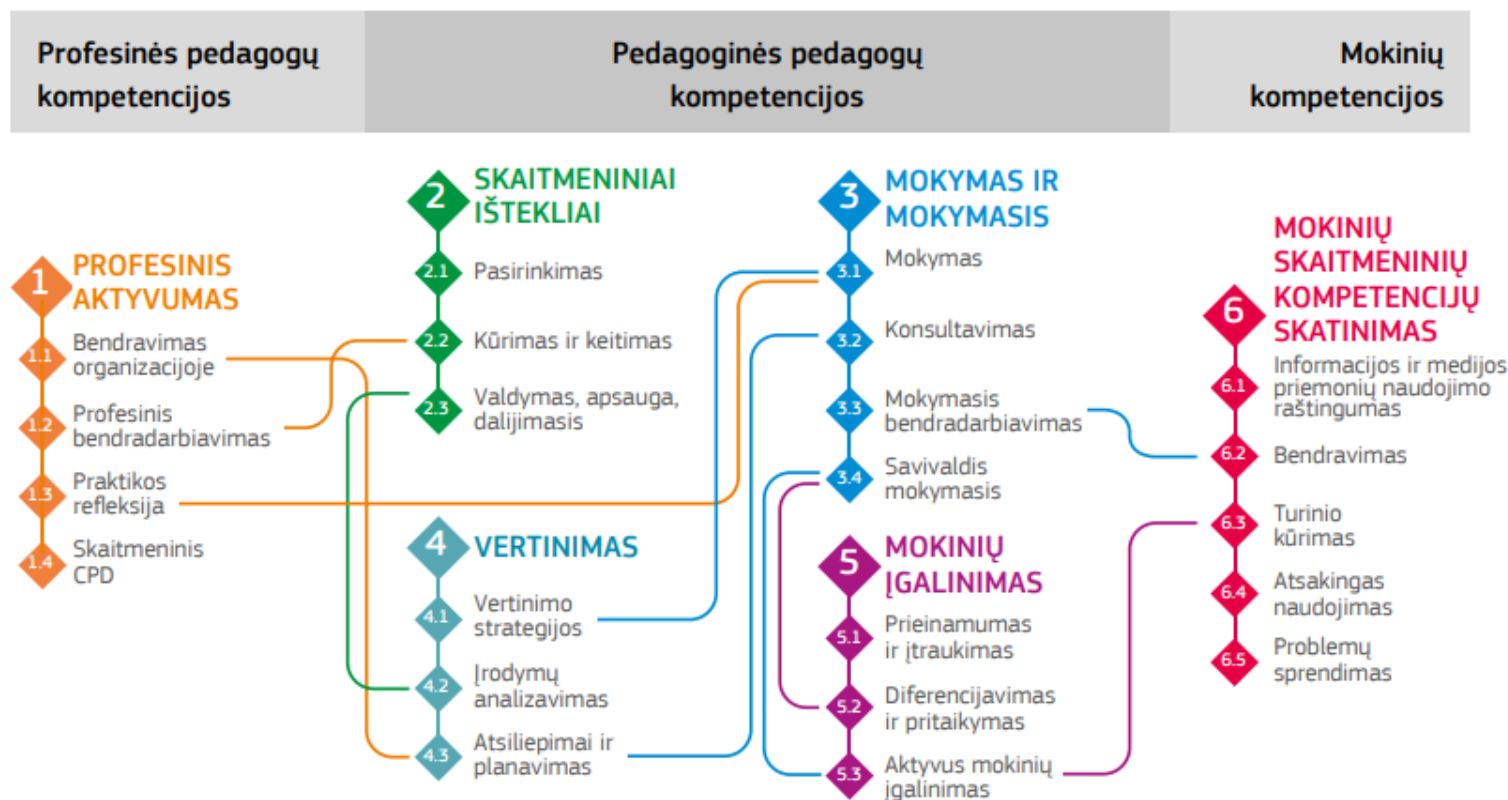 Profesinės pedagogų
kompetencijos
Pedagoginės pedagogų
kompetencijos
Mokinių
kompetencijos
1
PROFESINIS
AKTYVUMAS
1.1
Bendravimas
organizacijoje
1.2
Profesinis
bendradarbiavimas
1.3
Praktikos
refleksija
1.4
Skaitmeninis
CPD
2
SKAITMENINIAI
IŠTEKLIAI
2.1
Pasirinkimas
2.2
Kūrimas ir keitimas
2.3
Valdymas, apsauga,
dalijimasis
4
VERTINIMAS
4.1
Vertinimo
strategijos
4.2
Įrodymų
analizavimas
4.3
Atsiliepimai ir
planavimas
3
MOKYMAS IR
MOKYMASIS
3.1
Mokymas
3.2
Konsultavimas
3.3
Mokymasis
bendradarbiavimas
3.4
Savivaldis
mokymasis
5
MOKINIŲ
ĮGALINIMAS
5.1
Prieinamumas
ir įtraukimas
5.2
Diferencijavimas
ir pritaikymas
5.3
Aktyvus mokinių
įgalinimas
6
MOKINIŲ
SKAITMENINIŲ
KOMPETENCIJŲ
SKATINIMAS
6.1
Informacijos ir medijos
priemonių naudojimo
raštingumas
6.2
Bendravimas
6.3
Turinio
kūrimas
6.4
Atsakingas
naudojimas
6.5
Problemų
sprendimas